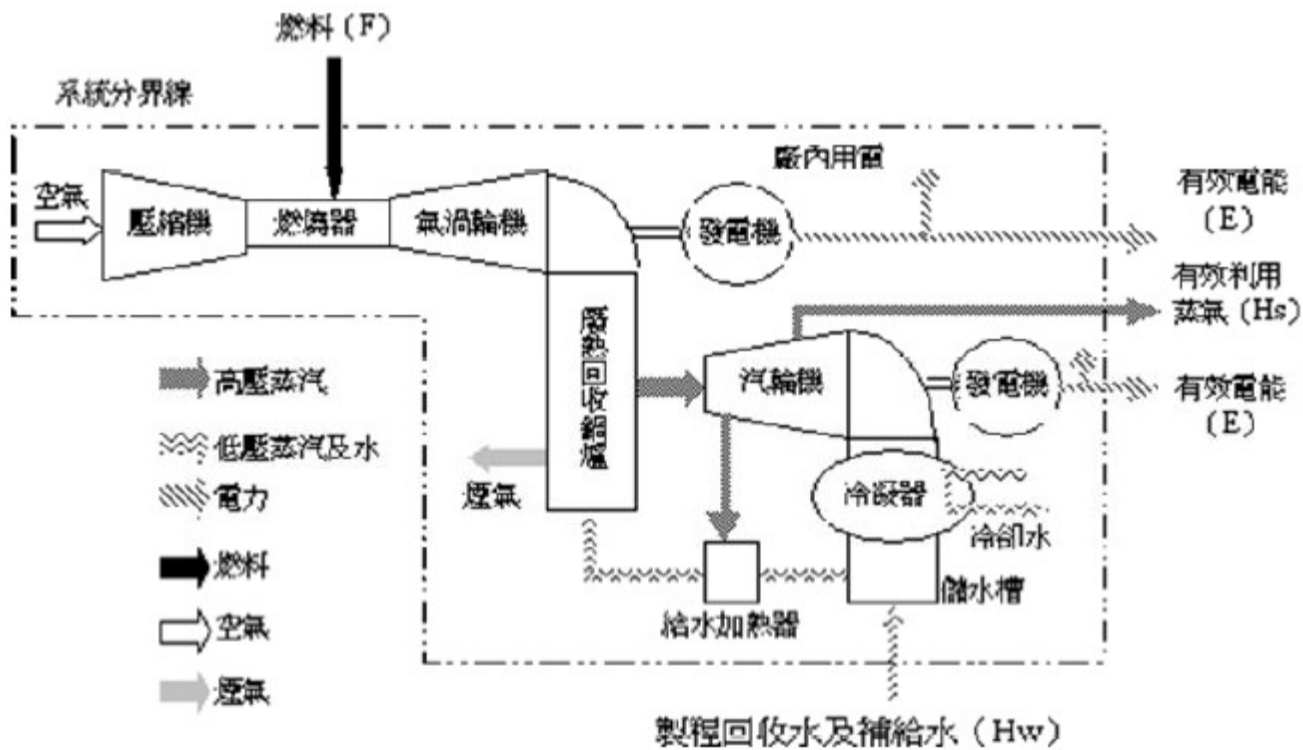 燃料(F)
系統分界線
廠內用電
空氣
壓縮機
燃燒器
氣渦輪機
發電機
有效電能
(E)
有效利用
蒸氣(Hs)
廢熱回收鍋爐
高壓蒸汽
汽輪機
發電機
有效電能
(E)
低壓蒸汽及水
煙氣
冷凝器
電力
冷卻水
燃料
儲水槽
給水加熱器
空氣
煙氣
製程回收水及補給水(Hw)